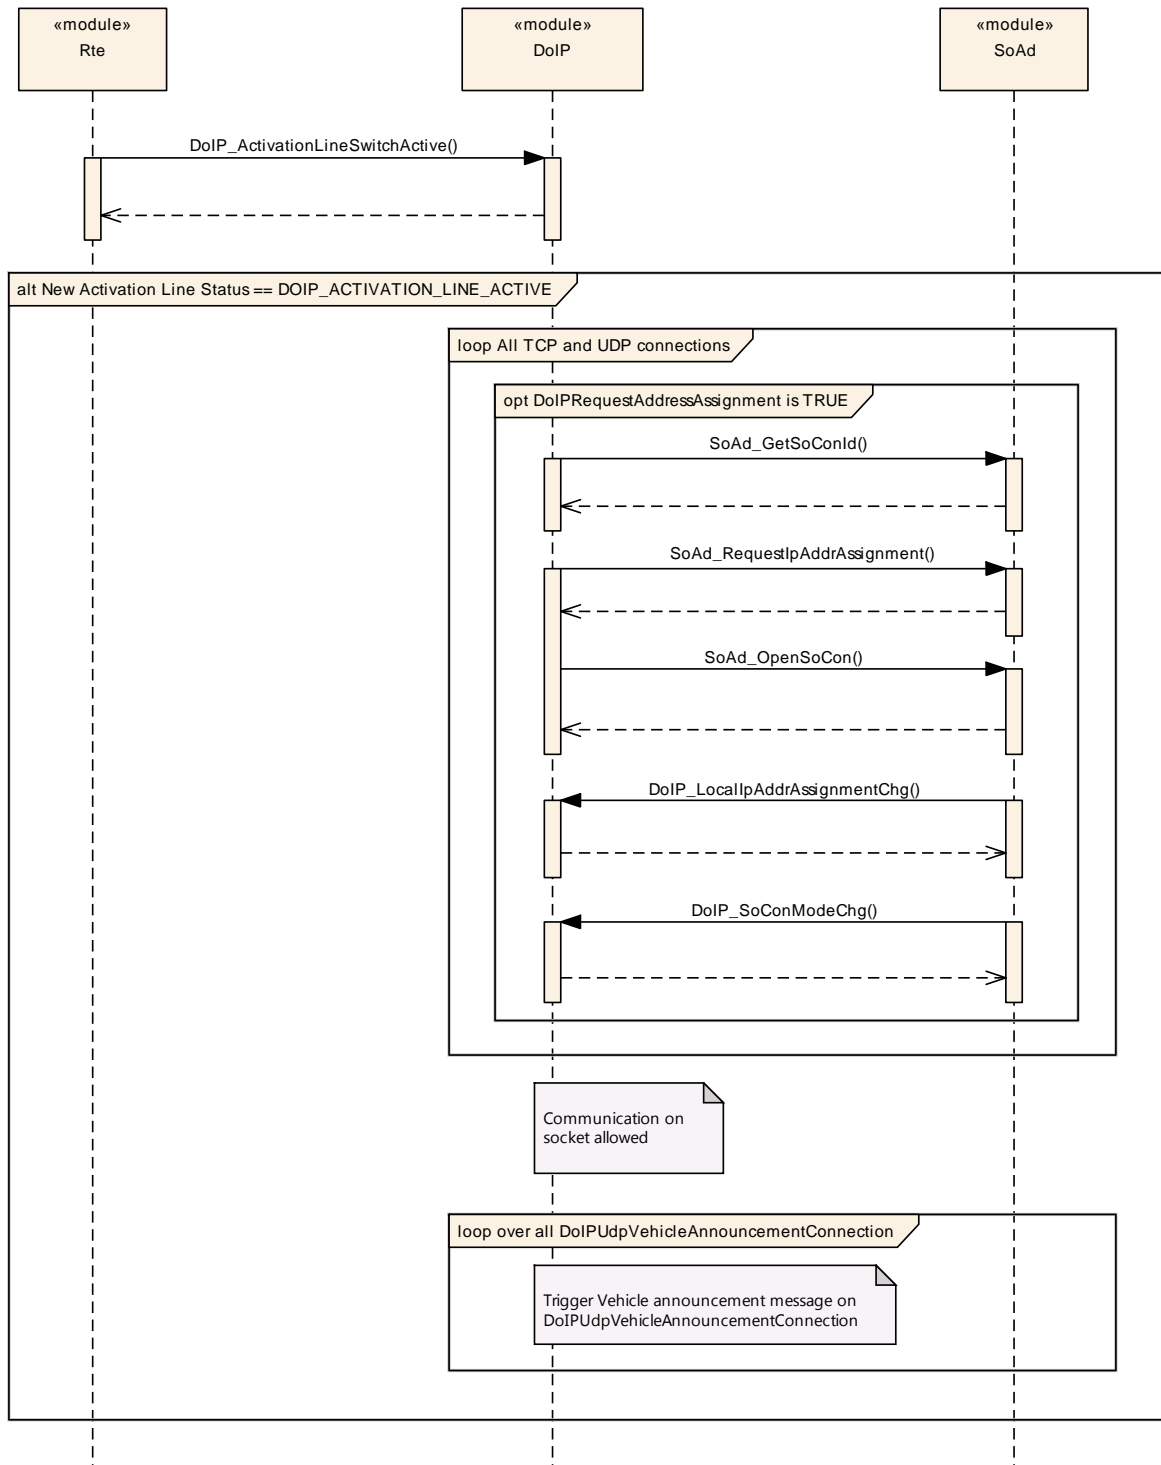 «module»
Rte
«module»
DoIP
«module»
SoAd
DoIP_ActivationLineSwitchActive()
alt New Activation Line Status == DOIP_ACTIVATION_LINE_ACTIVE
loop All TCP and UDP connections
opt DoIPRequestAddressAssignment is TRUE
SoAd_GetSoConId()
SoAd_RequestIpAddrAssignment()
SoAd_OpenSoCon()
DoIP_LocalIpAddrAssignmentChg()
DoIP_SoConModeChg()
Communication on
socket allowed
loop over all DoIPUdpVehicleAnnouncementConnection
Trigger Vehicle announcement message on
DoIPUdpVehicleAnnouncementConnection